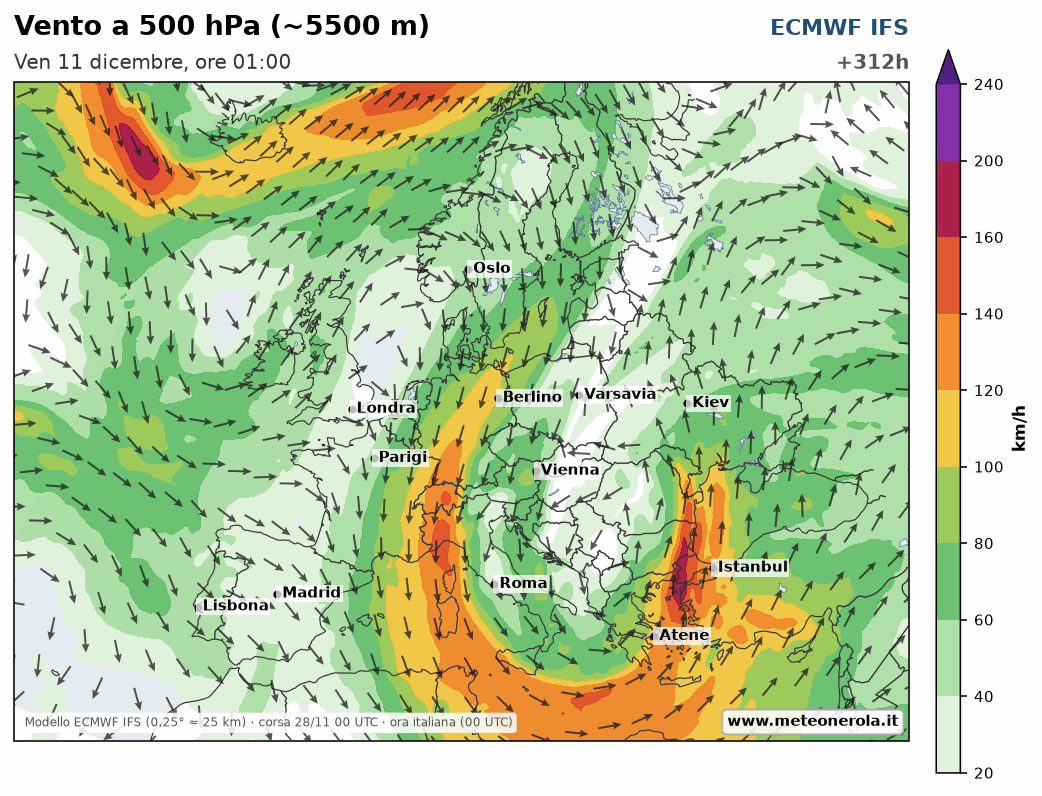 Vento a 500 hPa (~5500 m)
ECMWF IFS
Ven 11 dicembre, ore 01:00
+312h
240
200
160
140
120
100
80
60
40
20
km/h
Oslo
Berlino
Varsavia
Kiev
Londra
Parigi
Vienna
Istanbul
Roma
Madrid
Lisbona
Atene
Modello ECMWF IFS (0,25° ≈ 25 km) · corsa 28/11 00 UTC · ora italiana (00 UTC)
www.meteonerola.it